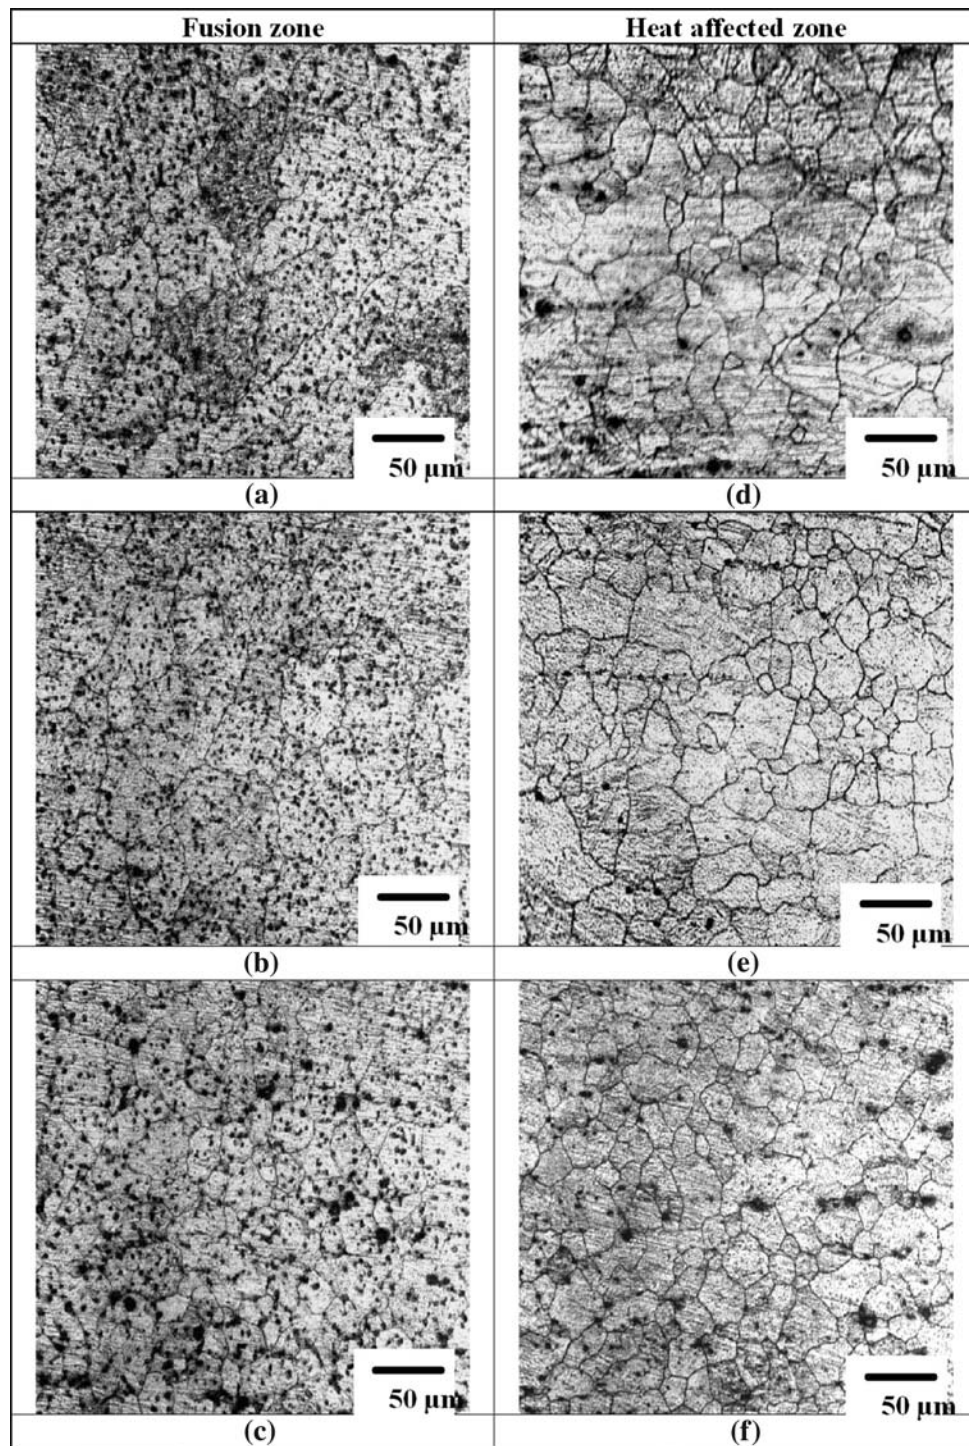 Fusion zone
Heat affected zone
50 µm
50 µm
(a)
(d)
50 µm
50 µm
(b)
(e)
50 µm
50 µm
(c)
(f)